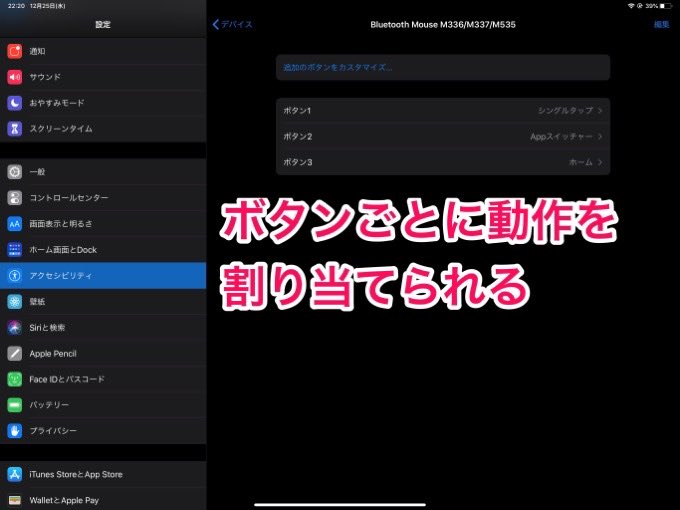 22:20 12月25日(水)
39%
設定
デバイス
Bluetooth Mouse M336/M337/M535
編集
通知
サウンド
おやすみモード
スクリーンタイム
一般
コントロールセンター
画面表示と明るさ
ホーム画面とDock
アクセシビリティ
壁紙
Siriと検索
Apple Pencil
Face IDとパスコード
バッテリー
プライバシー
iTunes StoreとApp Store
WalletとApple Pay
追加のボタンをカスタマイズ...
ボタン1 シングルタップ
ボタン2 Appスイッチャー
ボタン3 ホーム
ボタンごとに動作を
割り当てられる